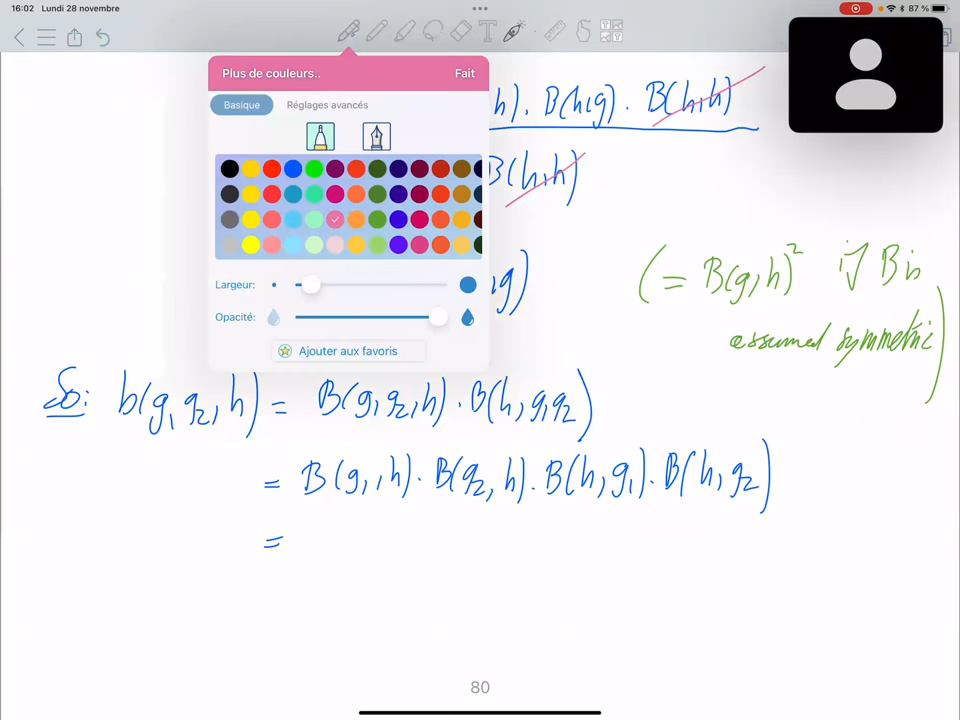 16:02 Lundi 28 novembre 87 %
Plus de couleurs.. Fait
Basique Réglages avancés
Largeur:
Opacité:
Ajouter aux favoris
h). B(h,g) . B(h,h)
B(h,h)
,g)
(= B(g,h)² if B is
assumed symmetric)
So: b(g₁g₂,h) = B(g₁g₂,h) . B(h,g₁g₂)
= B(g₁,h) . B(g₂,h) . B(h,g₁) . B(h,g₂)
=
80